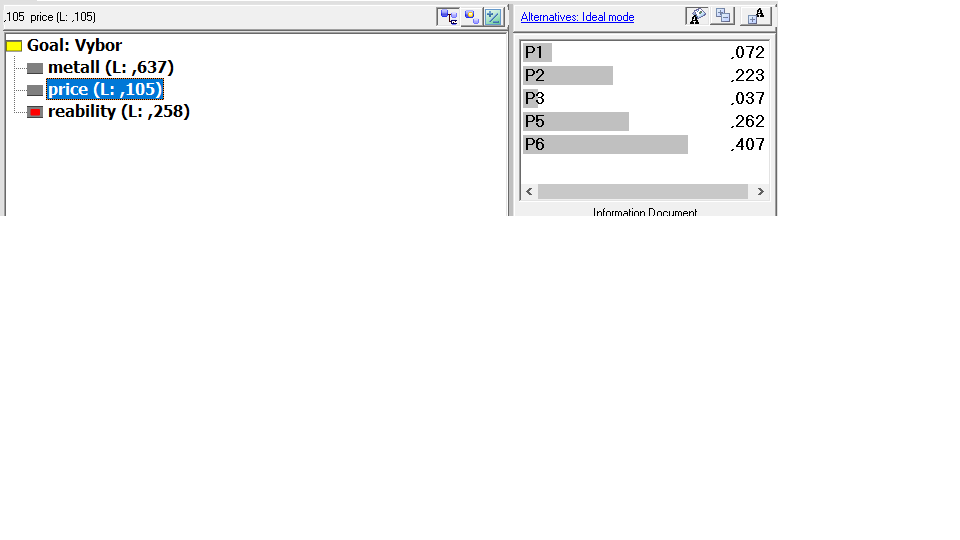 ,105 price (L: ,105)
Goal: Vybor
metall (L: ,637)
price (L: ,105)
reability (L: ,258)
Alternatives: Ideal mode
P1 ,072
P2 ,223
P3 ,037
P5 ,262
P6 ,407
Information Document